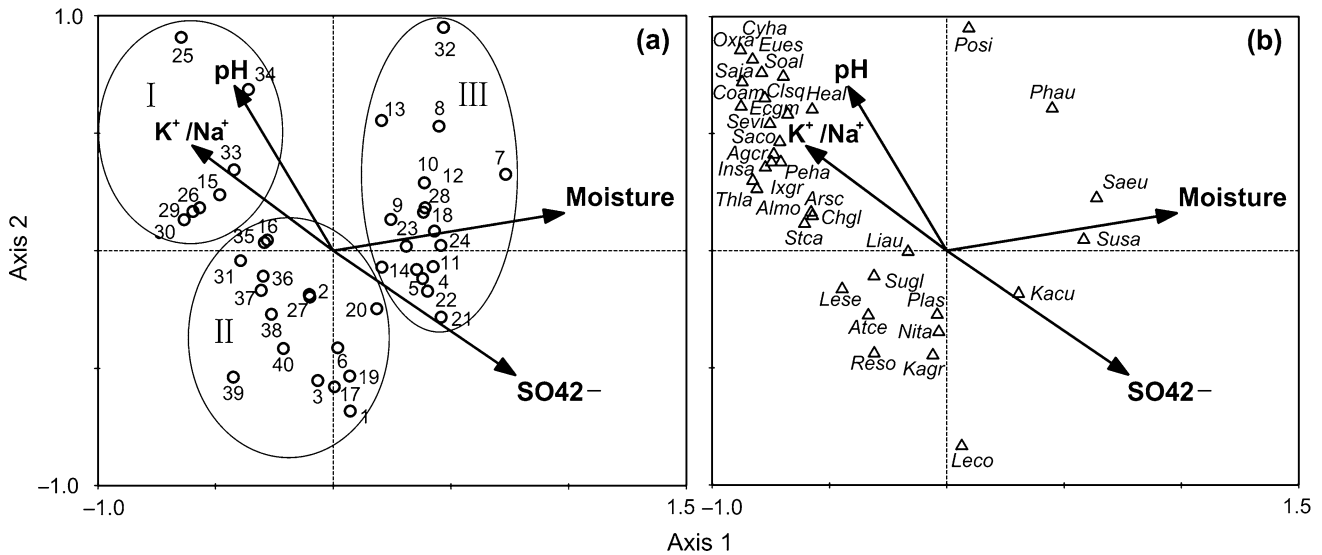 1.0
(a)
(b)
25
32
34
pH
I
III
13
8
K+ /Na+
33
7
10
12
15
Moisture
26
9
28
29
18
30
16
23
35
24
31
14
11
36
5
4
2
37
27
22
20
21
II
38
6
40
19
39
3
17
SO42−
1
Axis 2
−1.0
−1.0
1.5
Cyha
Posi
Oxra
Eues
Soal
Saja
pH
Clsq
Coam
Heal
Phau
Ecgm
Sevi
K+ /Na+
Saco
Agcr
Insa
Peha
Saeu
Ixgr
Moisture
Thla
Almo
Arsc
Chgl
Stca
Liau
Susa
Sugl
Lese
Plas
Kacu
Atce
Nita
Reso
Kagr
SO42−
Leco
−1.0
1.5
Axis 1